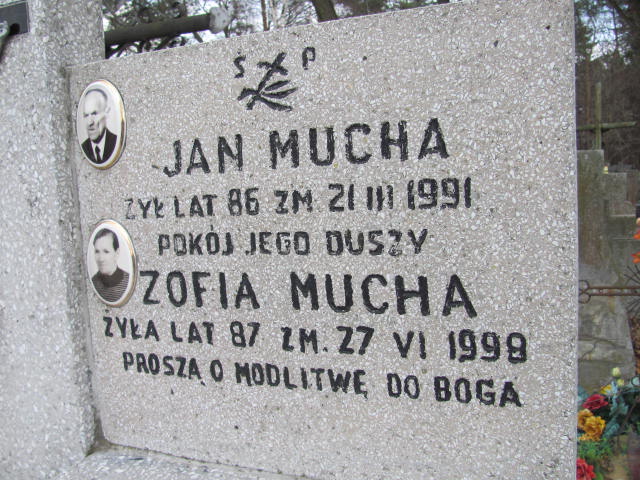 Ś P
JAN MUCHA
ŻYŁ LAT 86 ZM 21 III 1991
POKÓJ JEGO DUSZY
ZOFIA MUCHA
ŻYŁA LAT 87 ZM. 27 VI 1998
PROSZĄ O MODLITWĘ DO BOGA